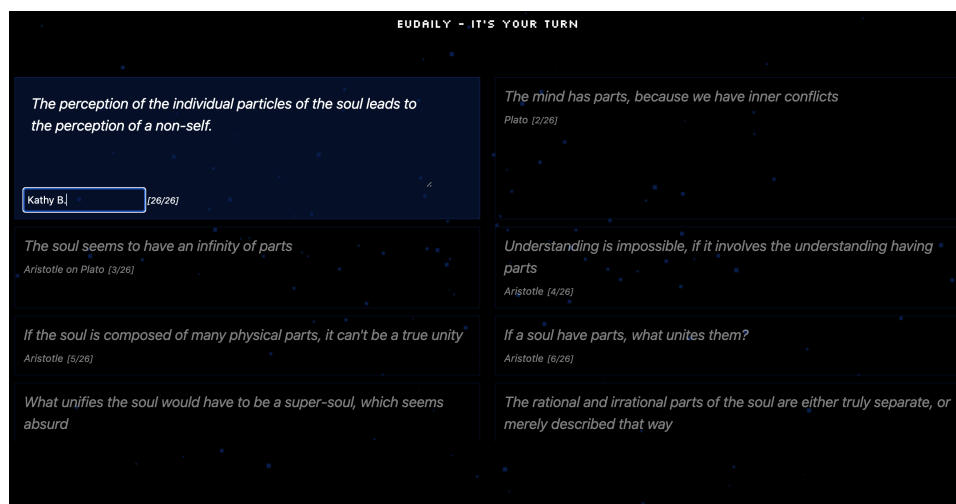 EUDAILY - IT'S YOUR TURN
The perception of the individual particles of the soul leads to
the perception of a non-self.
Kathy B.
[26/26]
The mind has parts, because we have inner conflicts
Plato [2/26]
The soul seems to have an infinity of parts
Aristotle on Plato [3/26]
Understanding is impossible, if it involves the understanding having
parts
Aristotle [4/26]
If the soul is composed of many physical parts, it can't be a true unity
Aristotle [5/26]
If a soul have parts, what unites them?
Aristotle [6/26]
What unifies the soul would have to be a super-soul, which seems
absurd
The rational and irrational parts of the soul are either truly separate, or
merely described that way